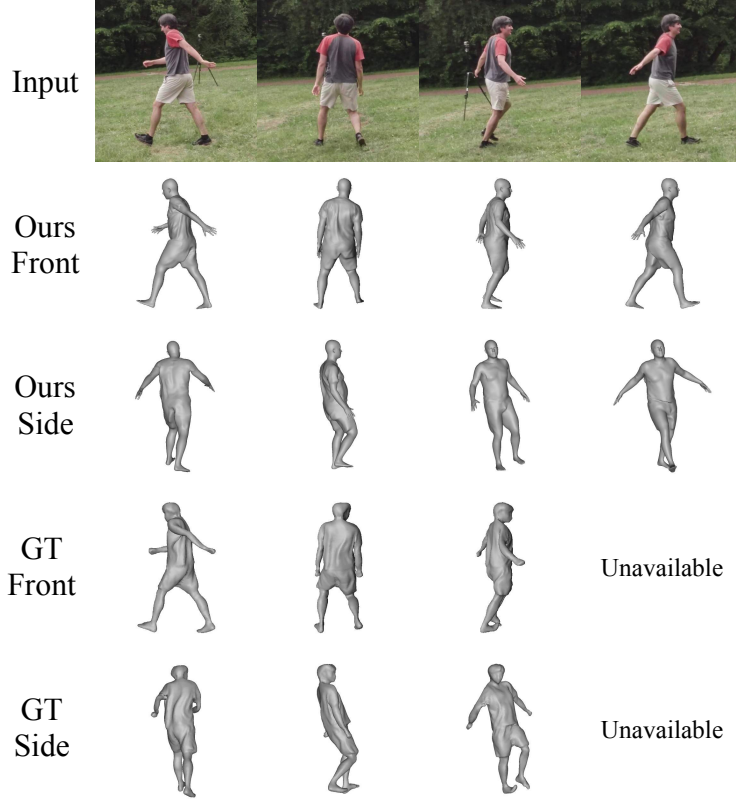 Input
Ours
Front
Ours
Side
GT
Front
Unavailable
GT
Side
Unavailable